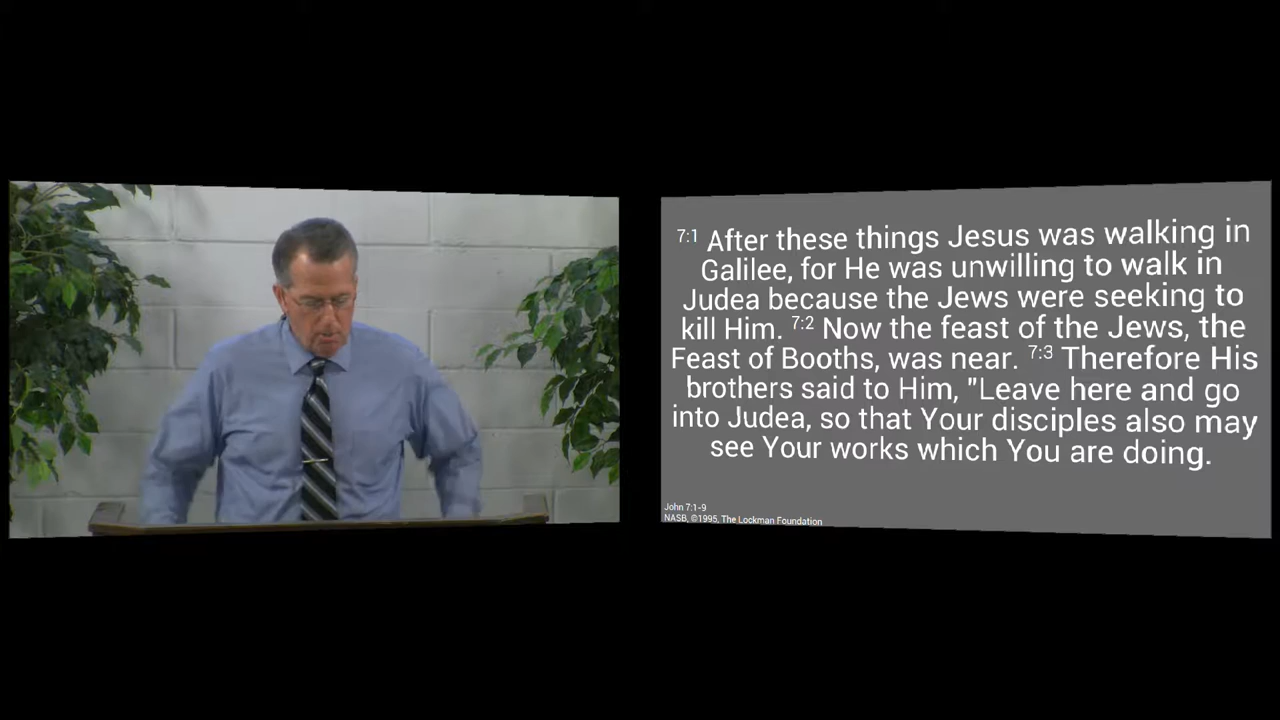 7:1 After these things Jesus was walking in
Galilee, for He was unwilling to walk in
Judea because the Jews were seeking to
kill Him. 7:2 Now the feast of the Jews, the
Feast of Booths, was near. 7:3 Therefore His
brothers said to Him, "Leave here and go
into Judea, so that Your disciples also may
see Your works which You are doing.
John 7:1-9
NASB, ©1995, The Lockman Foundation